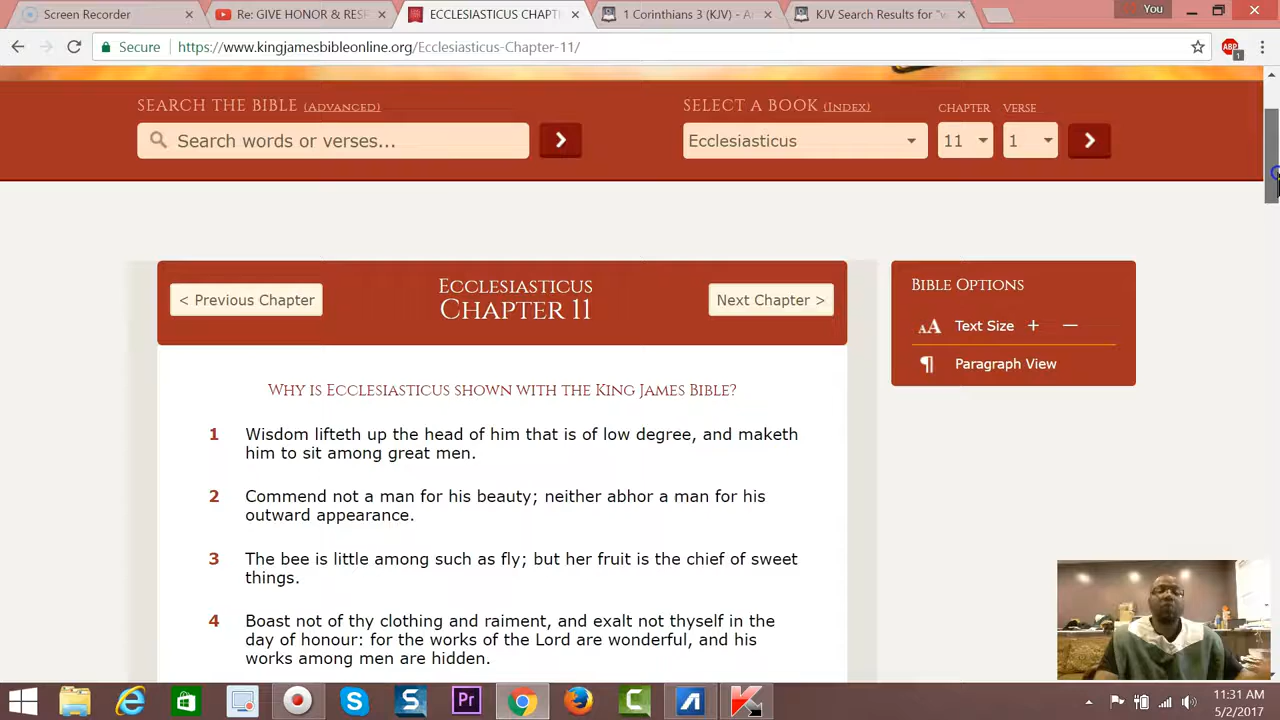 Screen Recorder
Re: GIVE HONOR & RES
ECCLESIASTICUS CHAPT
1 Corinthians 3 (KJV) - A
KJV Search Results for "w
You
Secure
https://www.kingjamesbibleonline.org/Ecclesiasticus-Chapter-11/
ABP
1
SEARCH THE BIBLE (ADVANCED)
SELECT A BOOK (INDEX)
CHAPTER
VERSE
Search words or verses...
Ecclesiasticus
11
1
< Previous Chapter
ECCLESIASTICUS
CHAPTER 11
Next Chapter >
BIBLE OPTIONS
AA Text Size + —
¶ Paragraph View
WHY IS ECCLESIASTICUS SHOWN WITH THE KING JAMES BIBLE?
1 Wisdom lifteth up the head of him that is of low degree, and maketh
him to sit among great men.
2 Commend not a man for his beauty; neither abhor a man for his
outward appearance.
3 The bee is little among such as fly; but her fruit is the chief of sweet
things.
4 Boast not of thy clothing and raiment, and exalt not thyself in the
day of honour: for the works of the Lord are wonderful, and his
works among men are hidden.
Pr
11:31 AM
5/2/2017